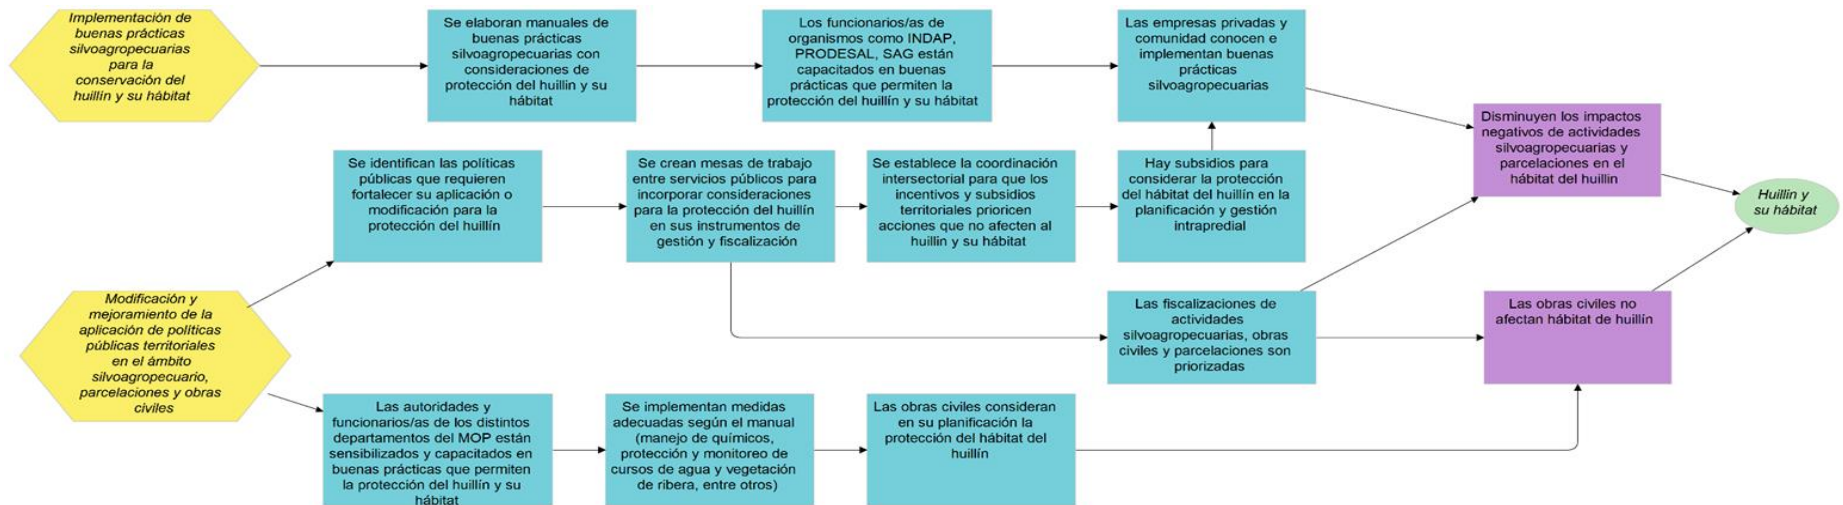 Implementación de
buenas prácticas
silvoagropecuarias
para la
conservación del
huillín y su hábitat
Se elaboran manuales de
buenas prácticas
silvoagropecuarias con
consideraciones de
protección del huillin y su
hábitat
Los funcionarios/as de
organismos como INDAP,
PRODESAL, SAG están
capacitados en buenas
prácticas que permiten la
protección del huillín y su hábitat
Las empresas privadas y
comunidad conocen e
implementan buenas
prácticas
silvoagropecuarias
Disminuyen los impactos
negativos de actividades
silvoagropecuarias y
parcelaciones en el
hábitat del huillin
Huillín y
su hábitat
Se identifican las políticas
públicas que requieren
fortalecer su aplicación o
modificación para la
protección del huillín
Se crean mesas de trabajo
entre servicios públicos para
incorporar consideraciones
para la protección del huillín
en sus instrumentos de
gestión y fiscalización
Se establece la coordinación
intersectorial para que los
incentivos y subsidios
territoriales prioricen
acciones que no afecten al
huillin y su hábitat
Hay subsidios para
considerar la protección
del hábitat del huillín en la
planificación y gestión
intrapredial
Modificación y
mejoramiento de la
aplicación de políticas
públicas territoriales
en el ámbito
silvoagropecuario,
parcelaciones y obras
civiles
Las fiscalizaciones de
actividades
silvoagropecuarias, obras
civiles y parcelaciones son
priorizadas
Las obras civiles no
afectan hábitat de huillín
Las autoridades y
funcionarios/as de los distintos
departamentos del MOP están
sensibilizados y capacitados en
buenas prácticas que permiten
la protección del huillín y su
hábitat
Se implementan medidas
adecuadas según el manual
(manejo de químicos,
protección y monitoreo de
cursos de agua y vegetación
de ribera, entre otros)
Las obras civiles consideran
en su planificación la
protección del hábitat del
huillín